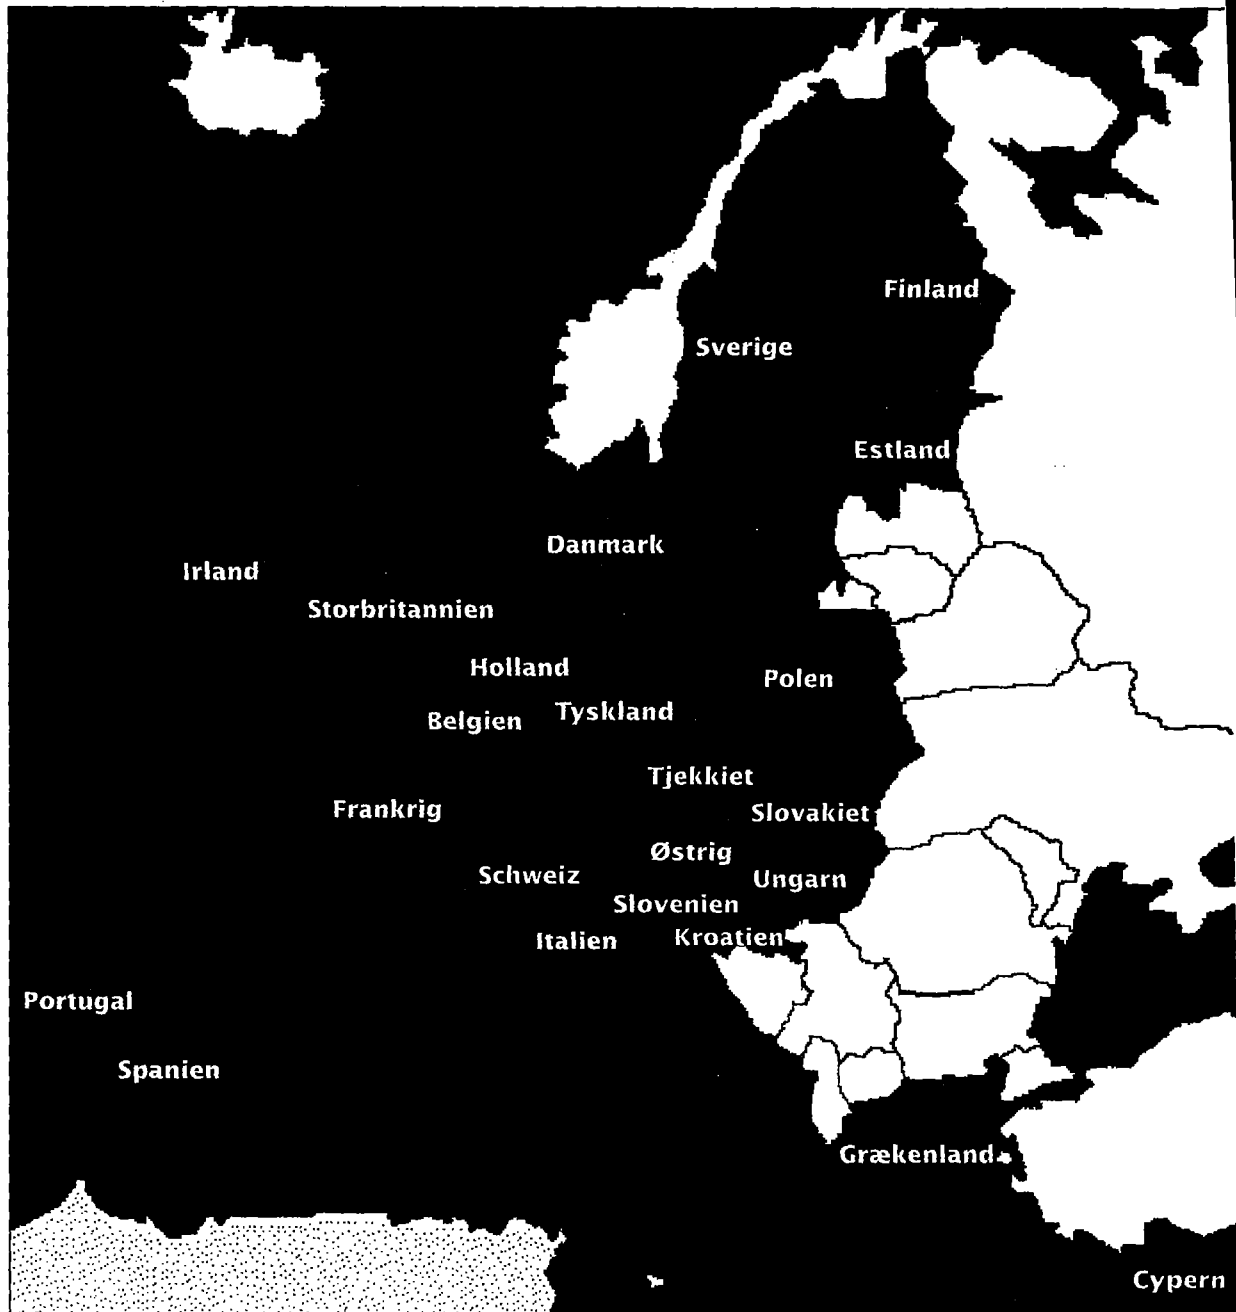 Finland
Sverige
Estland
Danmark
Irland
Storbritannien
Holland
Polen
Tyskland
Belgien
Tjekkiet
Frankrig
Slovakiet
Østrig
Schweiz
Ungarn
Slovenien
Italien
Kroatien
Portugal
Spanien
Grækenland
Cypern